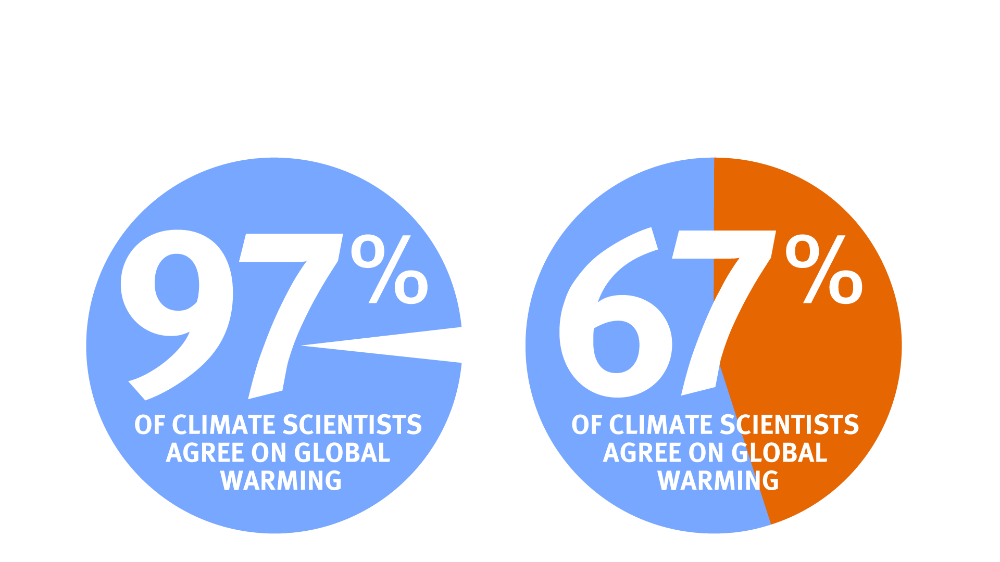 97%
OF CLIMATE SCIENTISTS
AGREE ON GLOBAL
WARMING
67%
OF CLIMATE SCIENTISTS
AGREE ON GLOBAL
WARMING